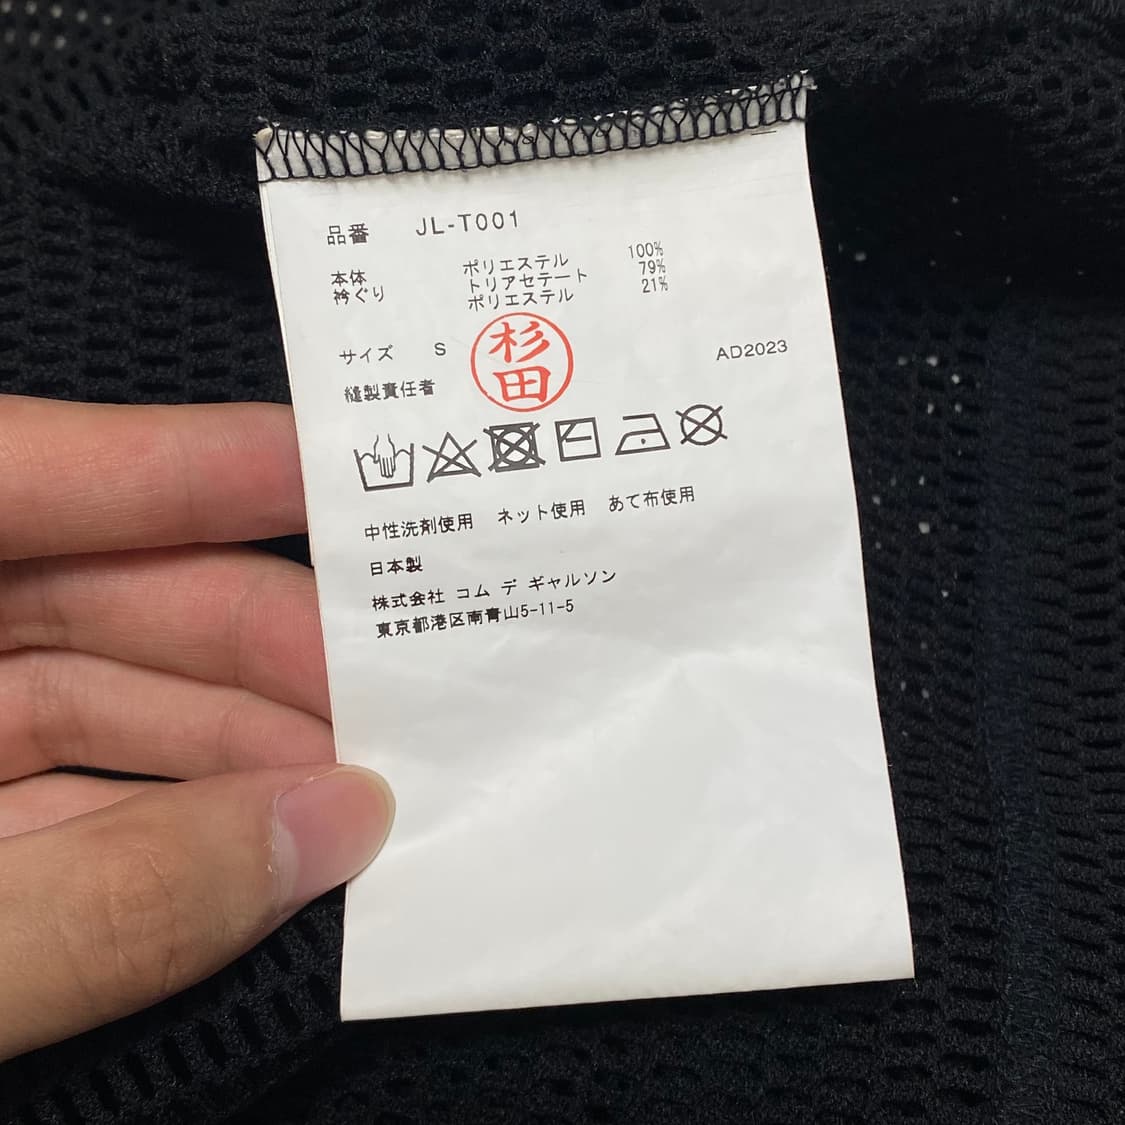 品番 JL-T001
本体 ポリエステル 100%
衿ぐり トリアセテート 79%
ポリエステル 21%
サイズ S AD2023
縫製責任者 杉田
中性洗剤使用 ネット使用 あて布使用
日本製
株式会社 コム デ ギャルソン
東京都港区南青山5-11-5